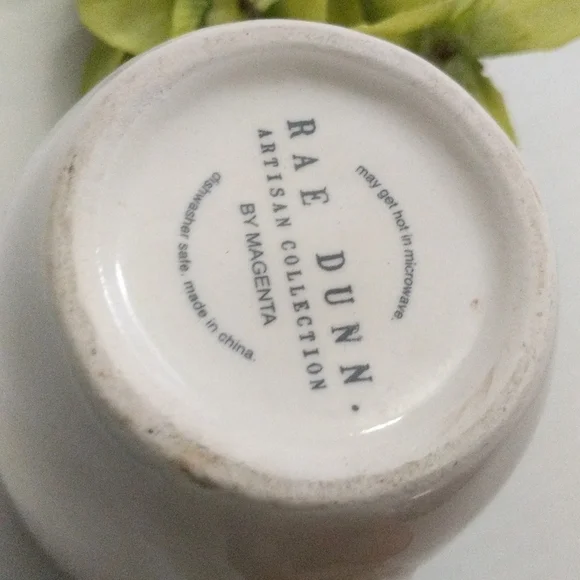 may get hot in microwave.
RAE DUNN.
ARTISAN COLLECTION
BY MAGENTA
dishwasher safe. made in china.